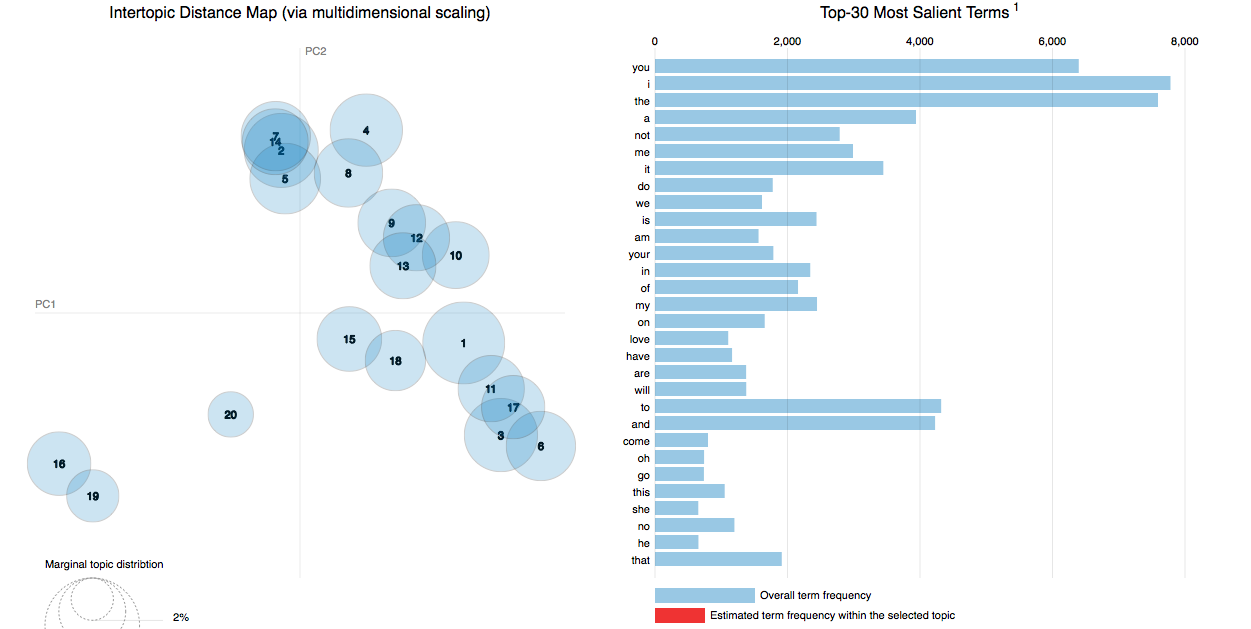 Intertopic Distance Map (via multidimensional scaling)
PC2
PC1
7
14
2
5
4
8
9
12
13
10
15
18
1
11
17
3
6
20
16
19
Marginal topic distribtion
2%
Top-30 Most Salient Terms 1
0 2,000 4,000 6,000 8,000
you
i
the
a
not
me
it
do
we
is
am
your
in
of
my
on
love
have
are
will
to
and
come
oh
go
this
she
no
he
that
Overall term frequency
Estimated term frequency within the selected topic